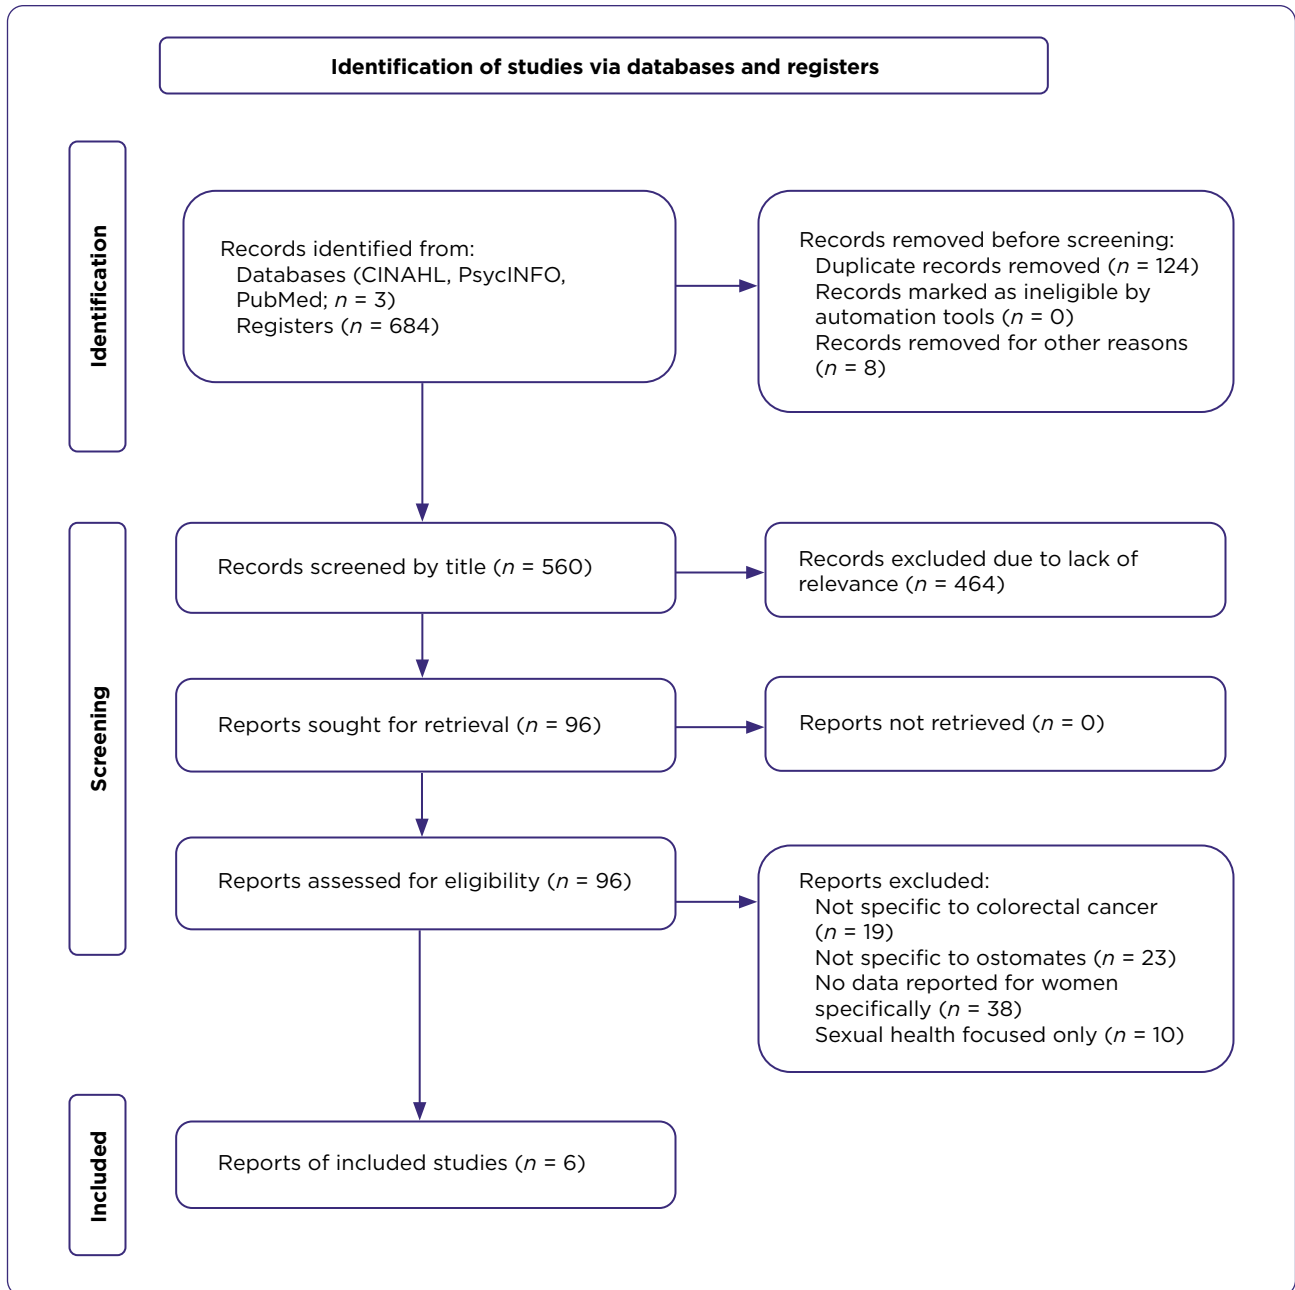 Identification of studies via databases and registers
Identification
Records identified from:
Databases (CINAHL, PsycINFO,
PubMed; n = 3)
Registers (n = 684)
Records removed before screening:
Duplicate records removed (n = 124)
Records marked as ineligible by
automation tools (n = 0)
Records removed for other reasons
(n = 8)
Screening
Records screened by title (n = 560)
Records excluded due to lack of
relevance (n = 464)
Reports sought for retrieval (n = 96)
Reports not retrieved (n = 0)
Reports assessed for eligibility (n = 96)
Reports excluded:
Not specific to colorectal cancer
(n = 19)
Not specific to ostomates (n = 23)
No data reported for women
specifically (n = 38)
Sexual health focused only (n = 10)
Included
Reports of included studies (n = 6)